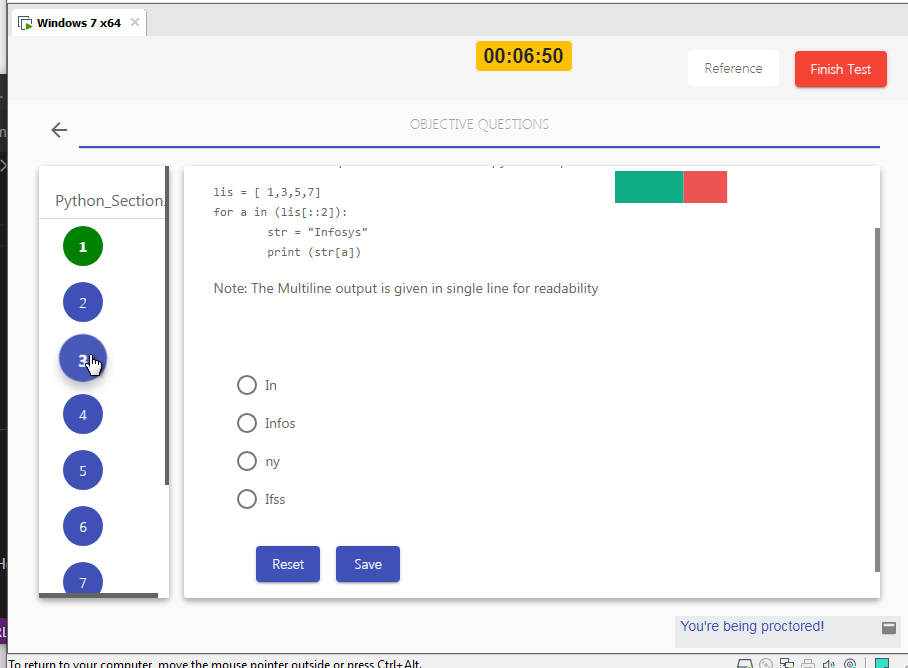 Windows 7 x64
00:06:50
Reference
Finish Test
OBJECTIVE QUESTIONS
Python_Section
1
2
3
4
5
6
7
lis = [ 1,3,5,7]
for a in (lis[::2]):
str = "Infosys"
print (str[a])
Note: The Multiline output is given in single line for readability
In
Infos
ny
Ifss
Reset
Save
You're being proctored!
To return to your computer, move the mouse pointer outside or press Ctrl+Alt.